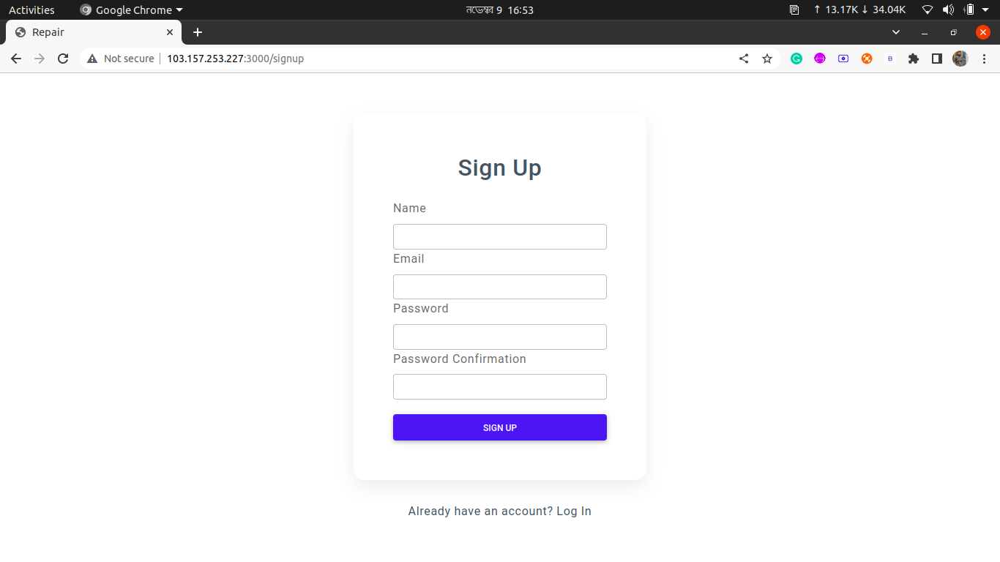 Activities Google Chrome নভেম্বর 9 16:53 ↑ 13.17K ↓ 34.04K
Repair
Not secure 103.157.253.227:3000/signup
Sign Up
Name
Email
Password
Password Confirmation
SIGN UP
Already have an account? Log In